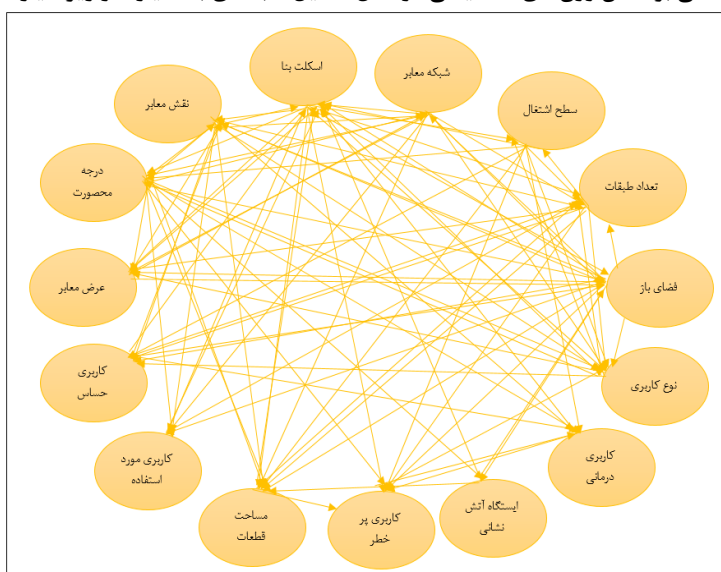 اسکلت بنا
شبکه معابر
سطح اشتغال
تعداد طبقات
فضای باز
نوع کاربری
کاربری
درمانی
ایستگاه آتش
نشانی
کاربری پر
خطر
مساحت
قطعات
کاربری مورد
استفاده
کاربری
حساس
عرض معابر
درجه
محصورت
نقش معابر